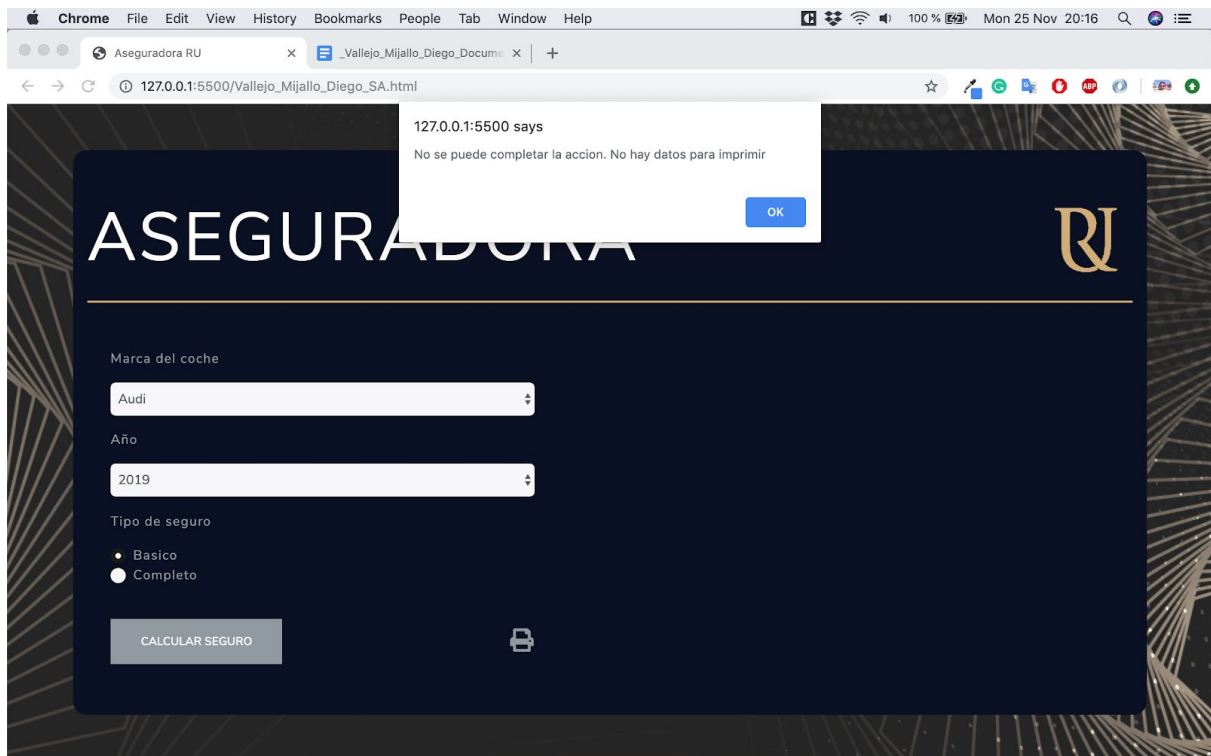 Chrome File Edit View History Bookmarks People Tab Window Help 100 % Mon 25 Nov 20:16
Aseguradora RU _Vallejo_Mijallo_Diego_Docume
127.0.0.1:5500/Vallejo_Mijallo_Diego_SA.html
127.0.0.1:5500 says
No se puede completar la accion. No hay datos para imprimir
OK
ASEGURADORA RU
Marca del coche
Audi
Año
2019
Tipo de seguro
Basico
Completo
CALCULAR SEGURO